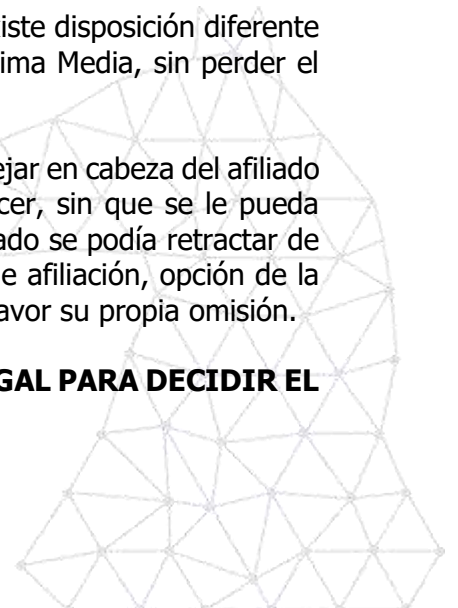 iste disposición diferente
ima Media, sin perder el
ejar en cabeza del afiliado
cer, sin que se le pueda
ado se podía retractar de
e afiliación, opción de la
avor su propia omisión.
GAL PARA DECIDIR EL